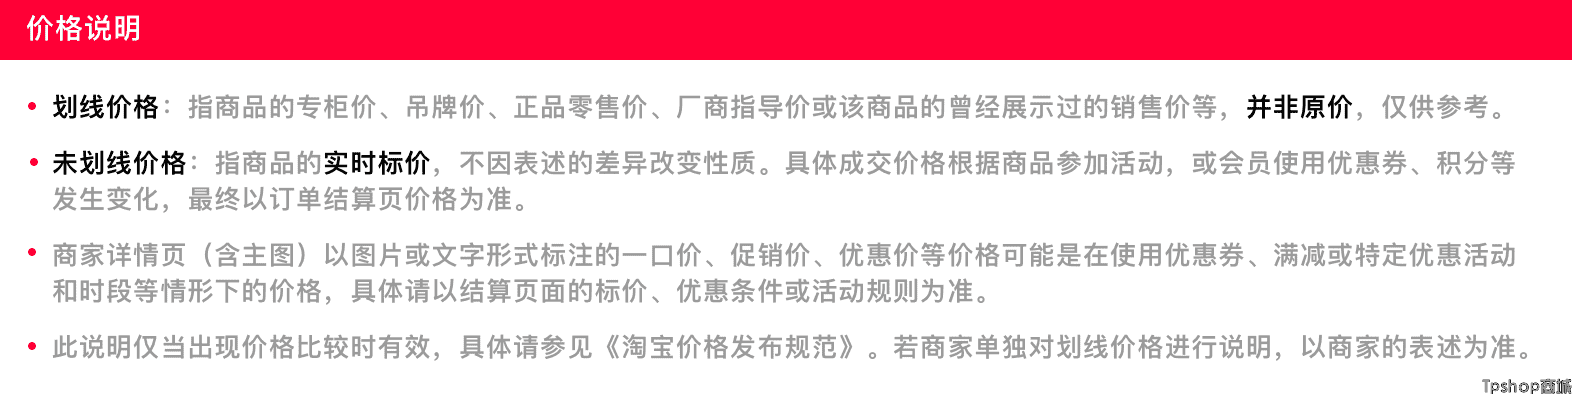 价格说明
划线价格：指商品的专柜价、吊牌价、正品零售价、厂商指导价或该商品的曾经展示过的销售价等，并非原价，仅供参考。
未划线价格：指商品的实时标价，不因表述的差异改变性质。具体成交价格根据商品参加活动，或会员使用优惠券、积分等
发生变化，最终以订单结算页价格为准。
商家详情页（含主图）以图片或文字形式标注的一口价、促销价、优惠价等价格可能是在使用优惠券、满减或特定优惠活动
和时段等情形下的价格，具体请以结算页面的标价、优惠条件或活动规则为准。
此说明仅当出现价格比较时有效，具体请参见《淘宝价格发布规范》。若商家单独对划线价格进行说明，以商家的表述为准。
Tpshop商城